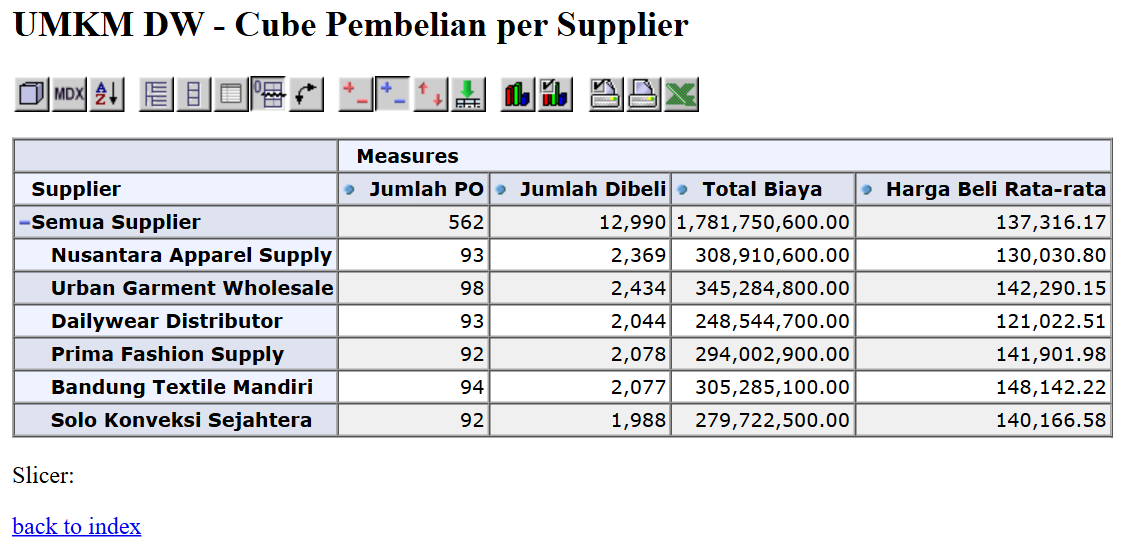 UMKM DW - Cube Pembelian per Supplier
MDX A Z 0
Measures
Supplier Jumlah PO Jumlah Dibeli Total Biaya Harga Beli Rata-rata
Semua Supplier 562 12,990 1,781,750,600.00 137,316.17
Nusantara Apparel Supply 93 2,369 308,910,600.00 130,030.80
Urban Garment Wholesale 98 2,434 345,284,800.00 142,290.15
Dailywear Distributor 93 2,044 248,544,700.00 121,022.51
Prima Fashion Supply 92 2,078 294,002,900.00 141,901.98
Bandung Textile Mandiri 94 2,077 305,285,100.00 148,142.22
Solo Konveksi Sejahtera 92 1,988 279,722,500.00 140,166.58
Slicer:
back to index